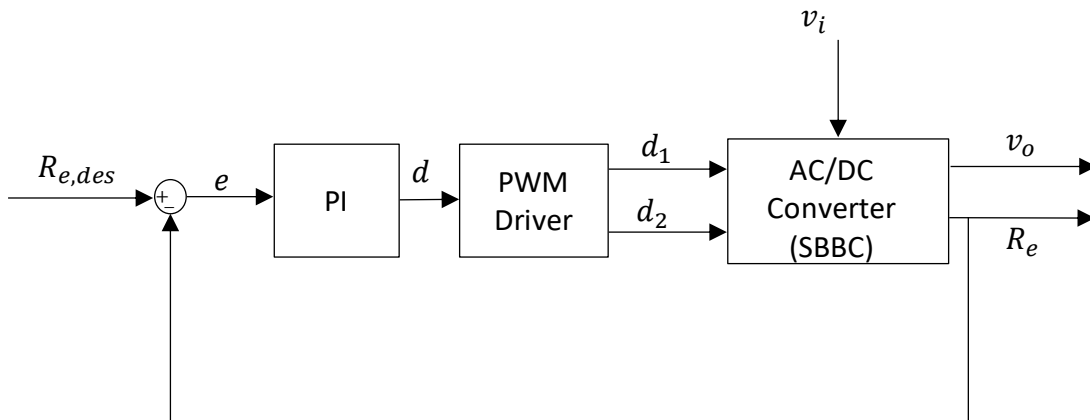 v_i
R_{e,des}
+
−
e
PI
d
PWM
Driver
d_1
d_2
AC/DC
Converter
(SBBC)
v_o
R_e